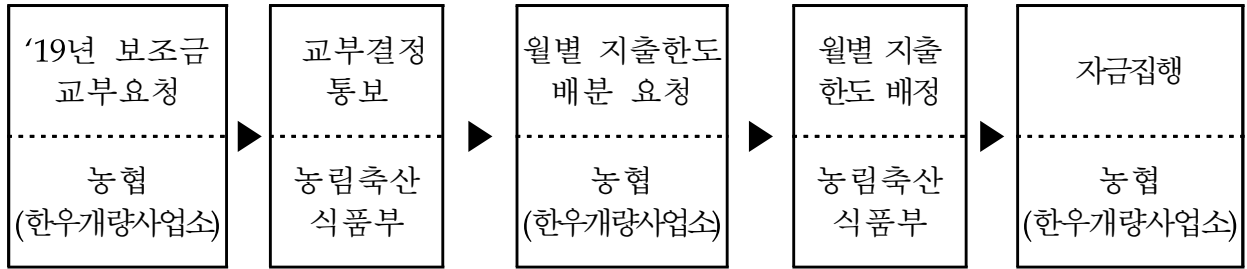 ‘19년 보조금
교부요청
농협
(한우개량사업소)
교부결정
통보
농림축산
식품부
월별 지출한도
배분 요청
농협
(한우개량사업소)
월별 지출
한도 배정
농림축산
식품부
자금집행
농협
(한우개량사업소)